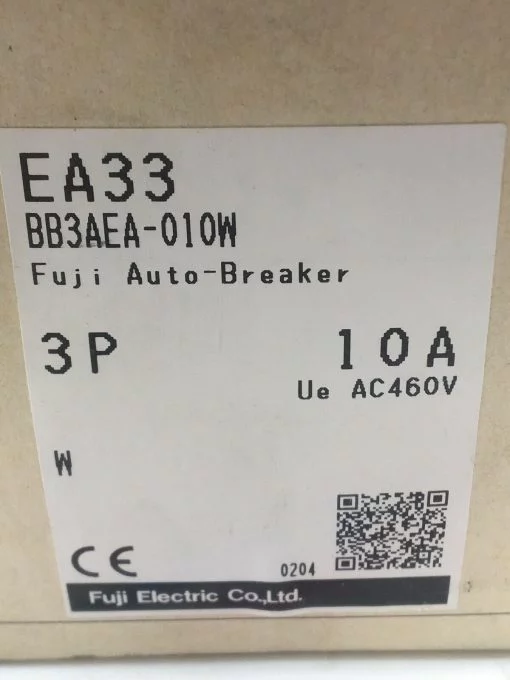 EA33
BB3AEA-010W
Fuji Auto-Breaker
3P 10A
Ue AC460V
W
CE 0204
Fuji Electric Co.,Ltd.